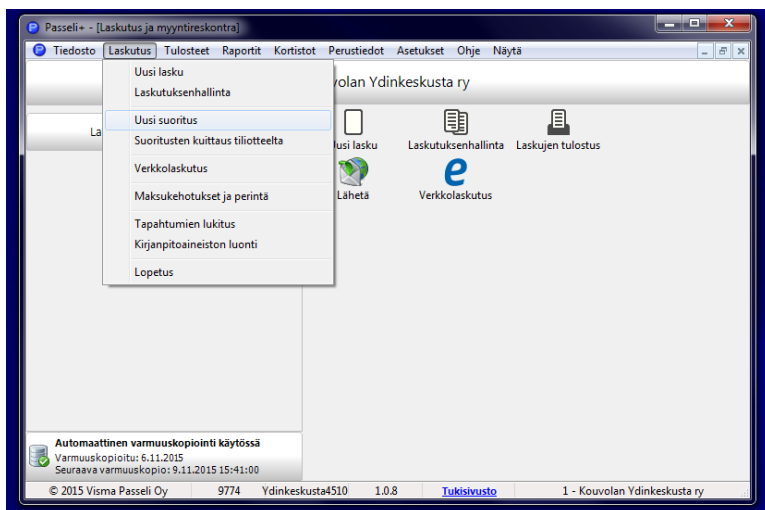 Passeli+ - [Laskutus ja myyntireskontra]
Tiedosto Laskutus Tulosteet Raportit Kortistot Perustiedot Asetukset Ohje Näytä
Uusi lasku
Laskutuksenhallinta
Uusi suoritus
Suoritusten kuittaus tiliotteelta
Verkkolaskutus
Maksukehotukset ja perintä
Tapahtumien lukitus
Kirjanpitoaineiston luonti
Lopetus
volan Ydinkeskusta ry
La
usi lasku Laskutuksenhallinta Laskujen tulostus
Lähetä Verkkolaskutus
Automaattinen varmuuskopiointi käytössä
Varmuuskopioitu: 6.11.2015
Seuraava varmuuskopio: 9.11.2015 15:41:00
© 2015 Visma Passeli Oy 9774 Ydinkeskusta4510 1.0.8 Tukisivusto 1 - Kouvolan Ydinkeskusta ry